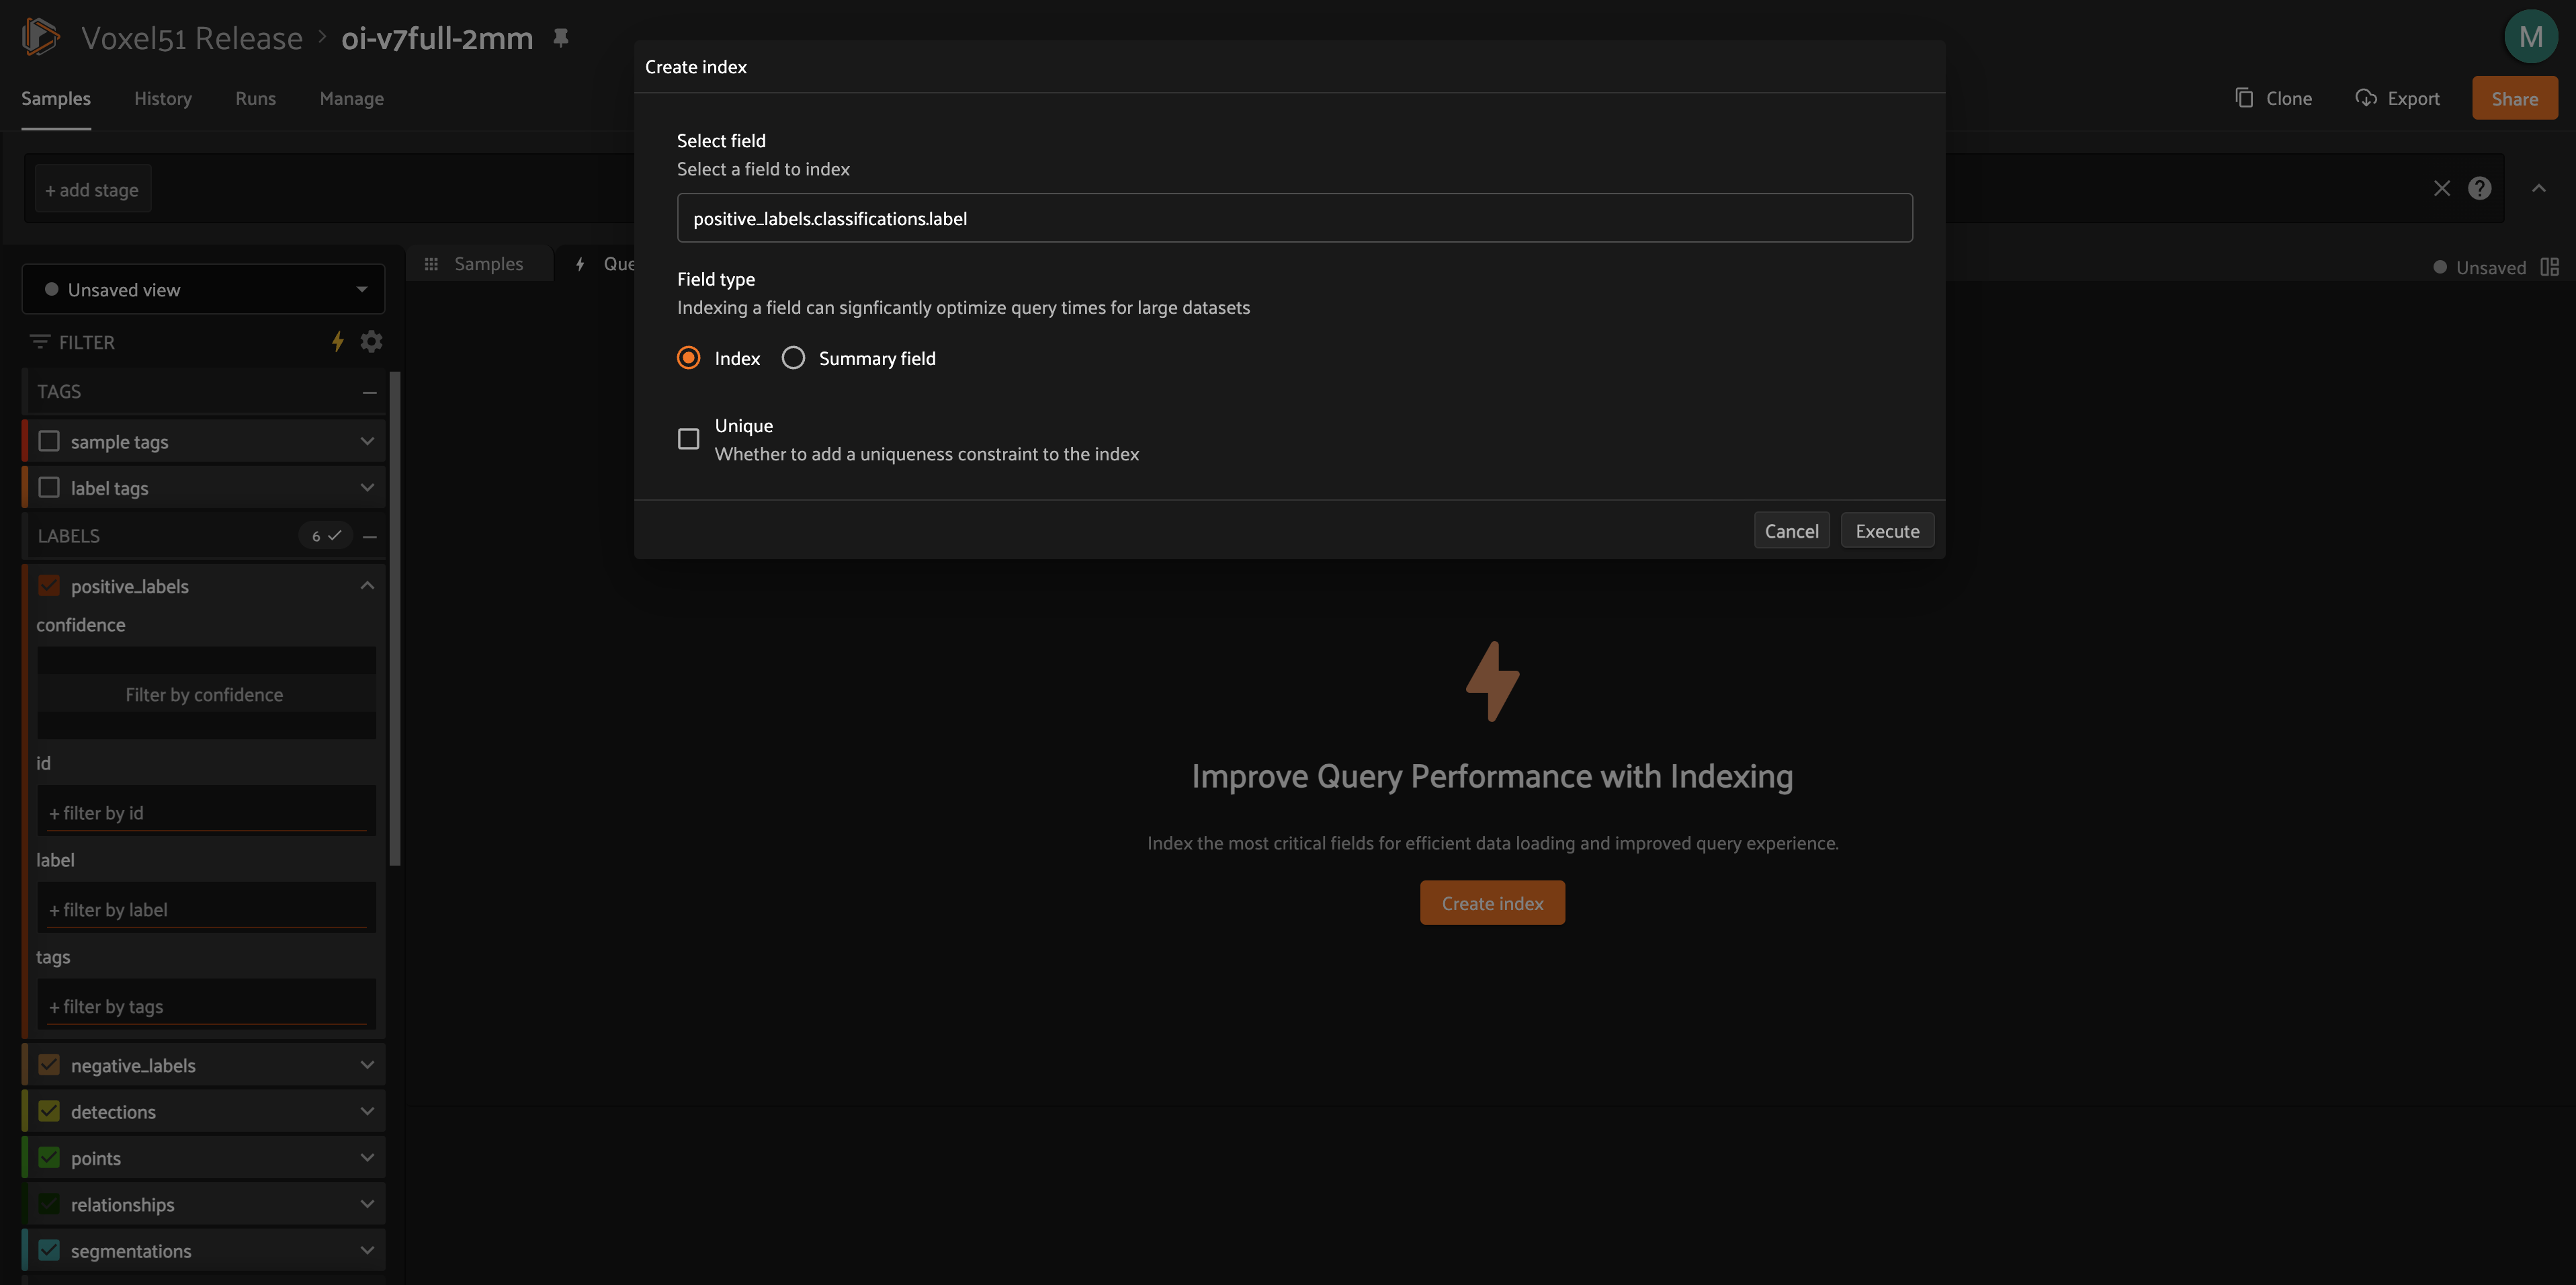 Voxel51 Release > oi-v7full-2mm
M
Samples History Runs Manage
Clone Export Share
+ add stage
?
Create index
Select field
Select a field to index
positive_labels.classifications.label
Field type
Indexing a field can signficantly optimize query times for large datasets
Index Summary field
Unique
Whether to add a uniqueness constraint to the index
Cancel Execute
Unsaved view
FILTER
TAGS
sample tags
label tags
LABELS 6
positive_labels
confidence
Filter by confidence
id
+ filter by id
label
+ filter by label
tags
+ filter by tags
negative_labels
detections
points
relationships
segmentations
Samples Que
Unsaved
Improve Query Performance with Indexing
Index the most critical fields for efficient data loading and improved query experience.
Create index